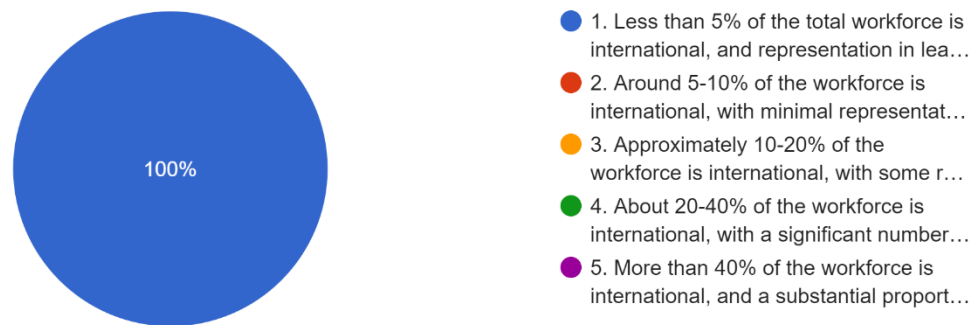 100%
1. Less than 5% of the total workforce is
international, and representation in lea…
2. Around 5-10% of the workforce is
international, with minimal representat…
3. Approximately 10-20% of the
workforce is international, with some r…
4. About 20-40% of the workforce is
international, with a significant number…
5. More than 40% of the workforce is
international, and a substantial proport…